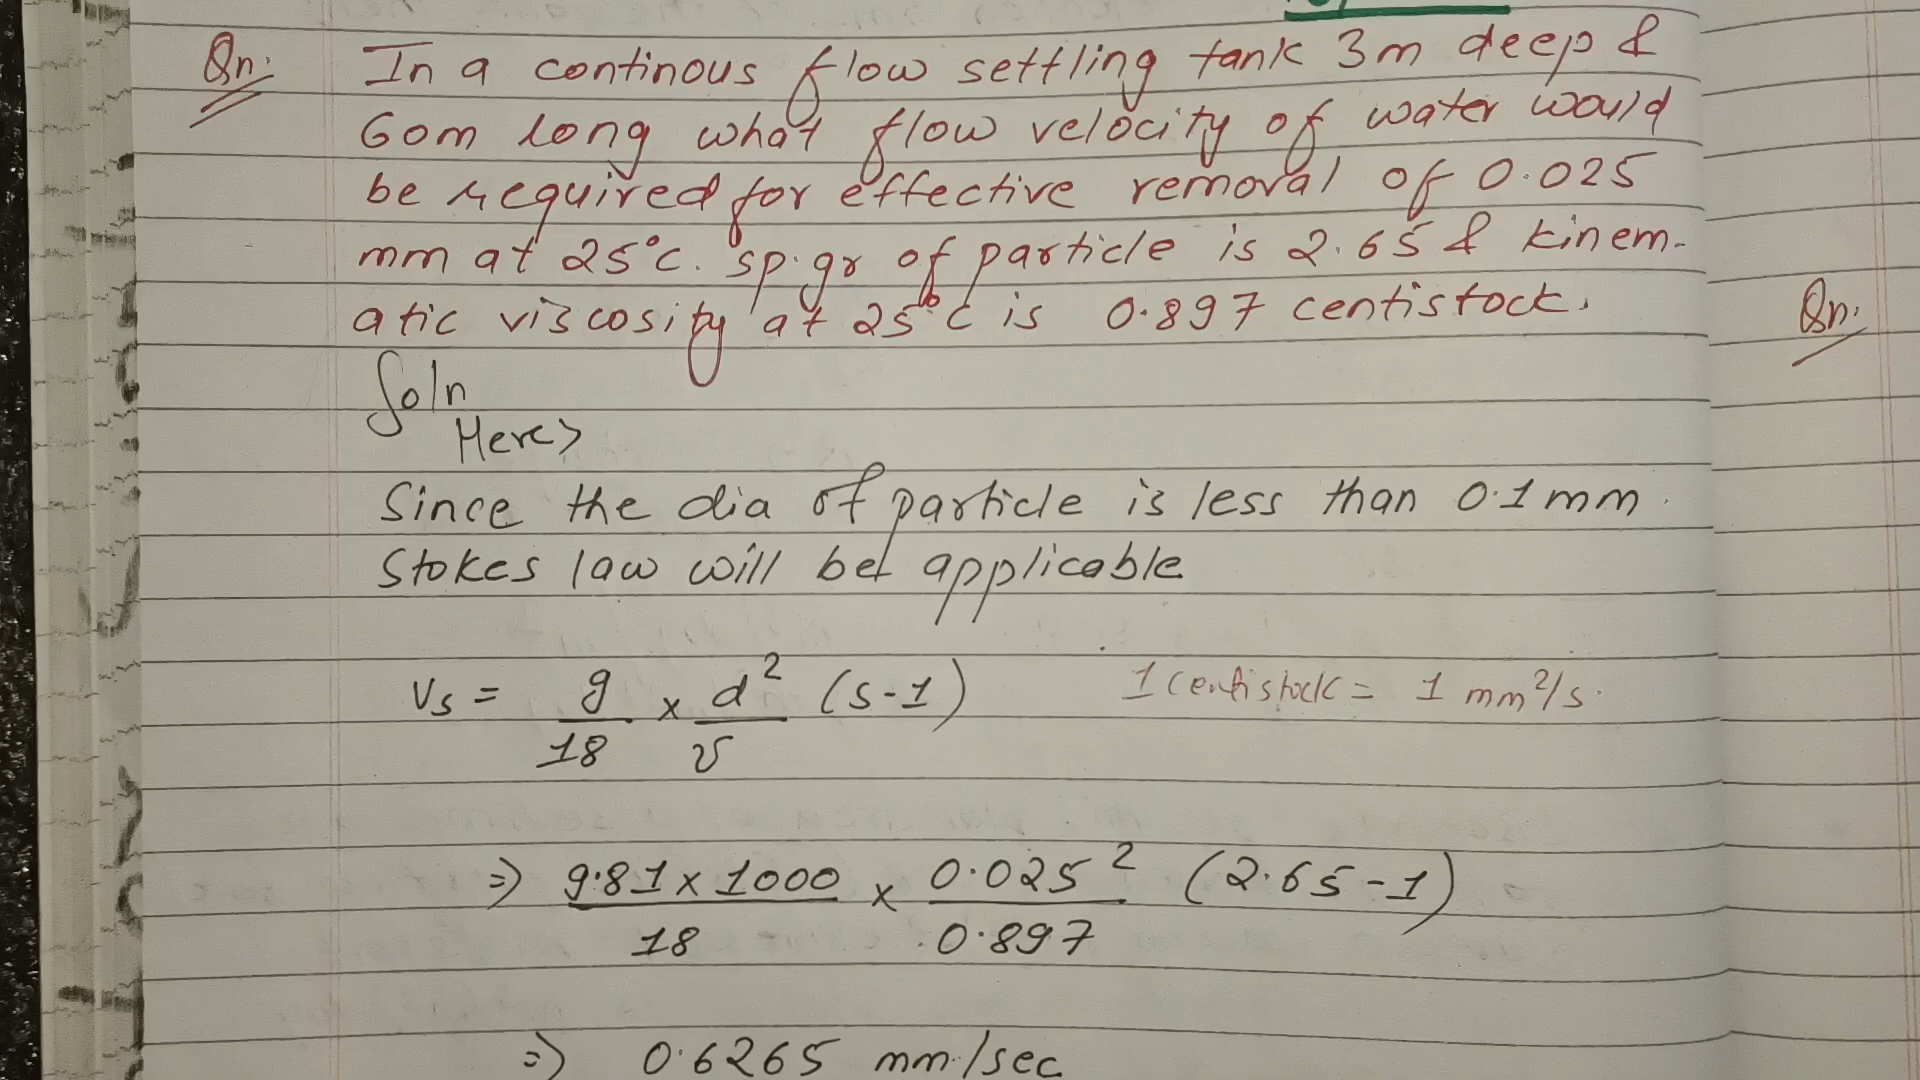 Qn. In a continous flow settling tank 3m deep &
60m long what flow velocity of water would
be required for effective removal of 0.025
mm at 25°c. sp.gr of particle is 2.65 & kinem-
atic viscosity at 25°c is 0.897 centistock.
Qn.
Soln
Here>
Since the dia of particle is less than 0.1mm.
Stokes law will be applicable
Vs = g/18 x d²/ν (s-1) 1 centistock = 1 mm²/s.
=> 9.81x1000/18 x 0.025²/0.897 (2.65-1)
=> 0.6265 mm/sec